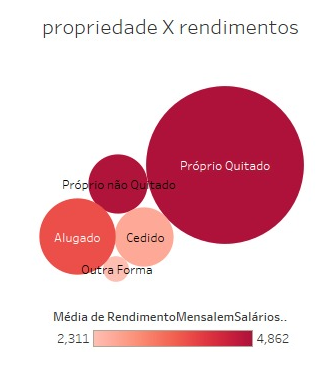 propriedade X rendimentos
Próprio Quitado
Próprio não Quitado
Alugado
Cedido
Outra Forma
Média de RendimentoMensalemSalários..
2,311
4,862